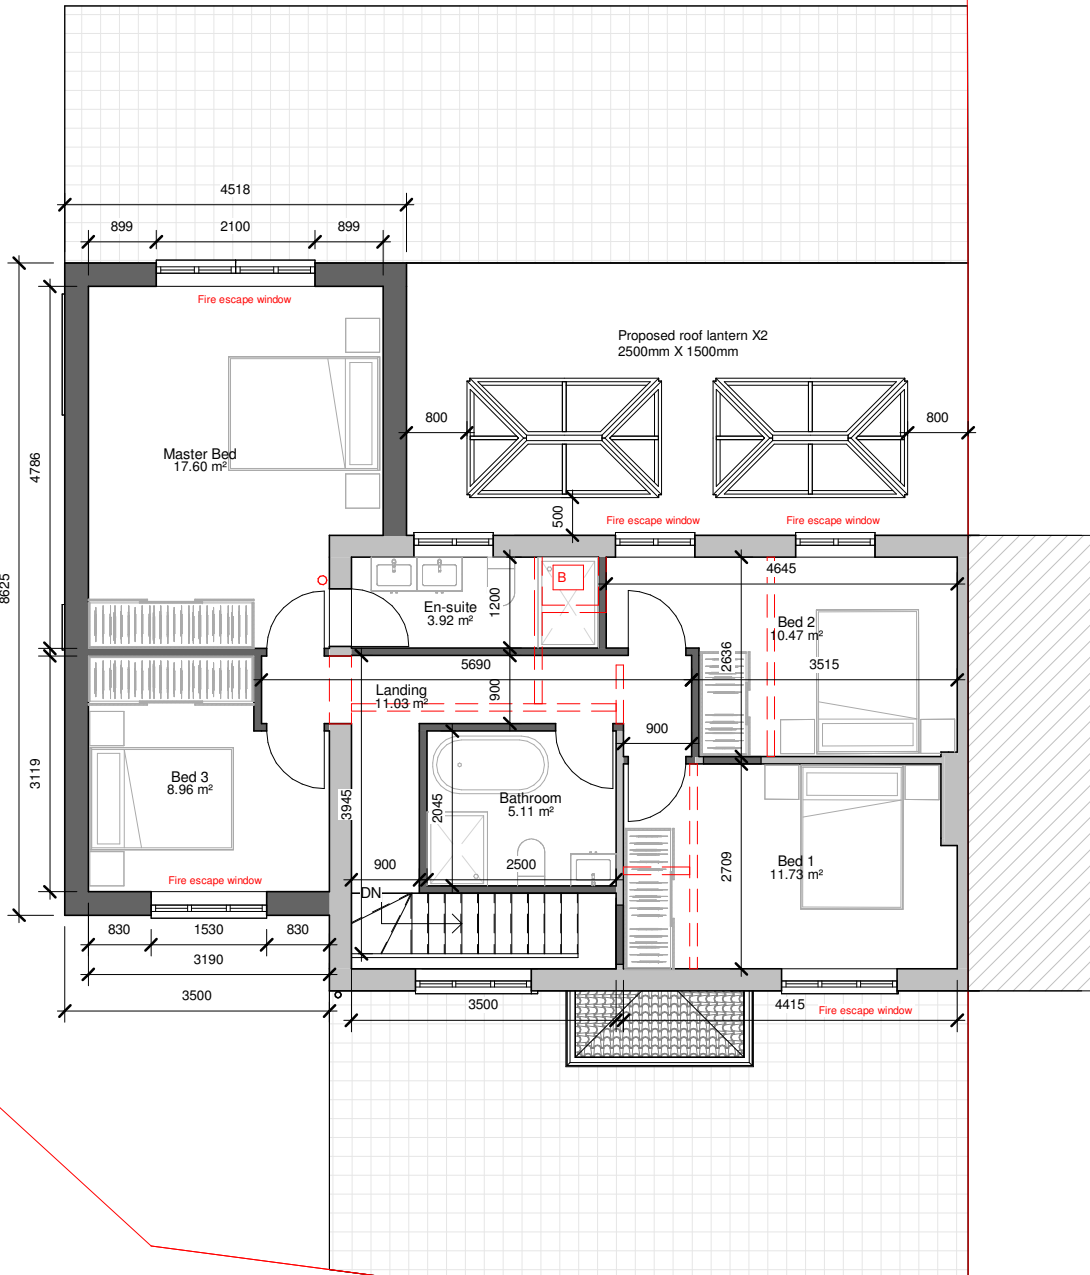 4518
899
2100
899
Fire escape window
Proposed roof lantern X2
2500mm X 1500mm
800
800
4786
Master Bed
17.60 m²
500
Fire escape window
Fire escape window
8625
B
4645
En-suite
3.92 m²
1200
Bed 2
10.47 m²
2636
5690
3515
Landing
11.03 m²
900
900
3119
Bed 3
8.96 m²
3945
2045
Bathroom
5.11 m²
900
2500
2709
Bed 1
11.73 m²
Fire escape window
DN
830
1530
830
3190
3500
3500
4415
Fire escape window